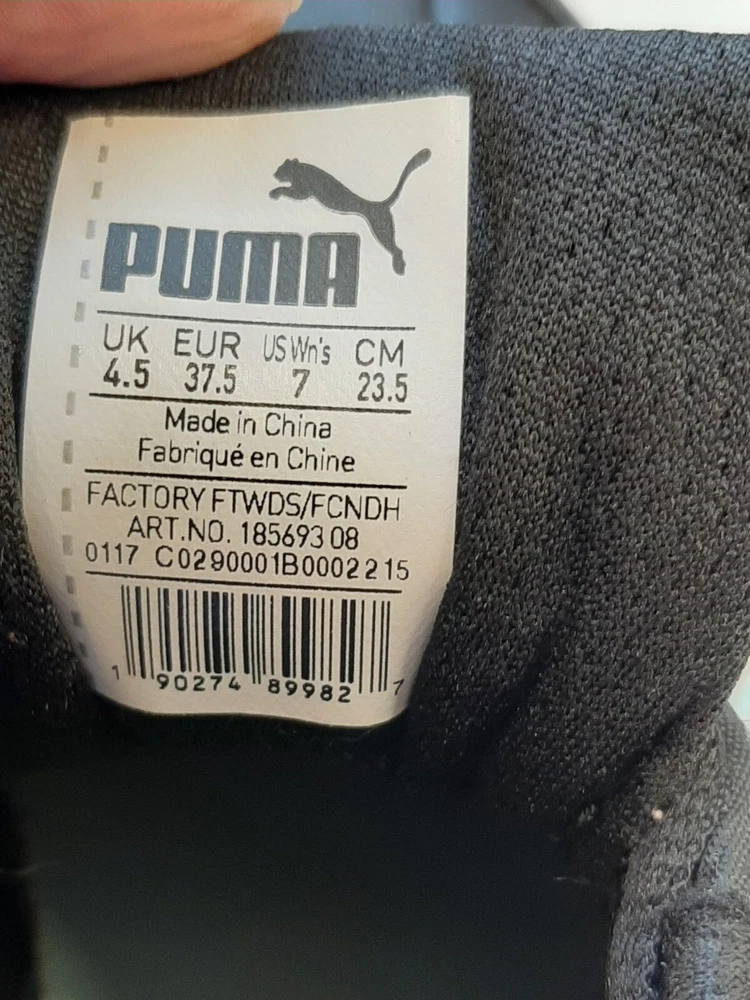 PUMA
UK EUR US Wn's CM
4.5 37.5 7 23.5
Made in China
Fabriqué en Chine
FACTORY FTWDS/FCNDH
ART.NO. 185693 08
0117 C0290001B0002215
1 90274 89982 7